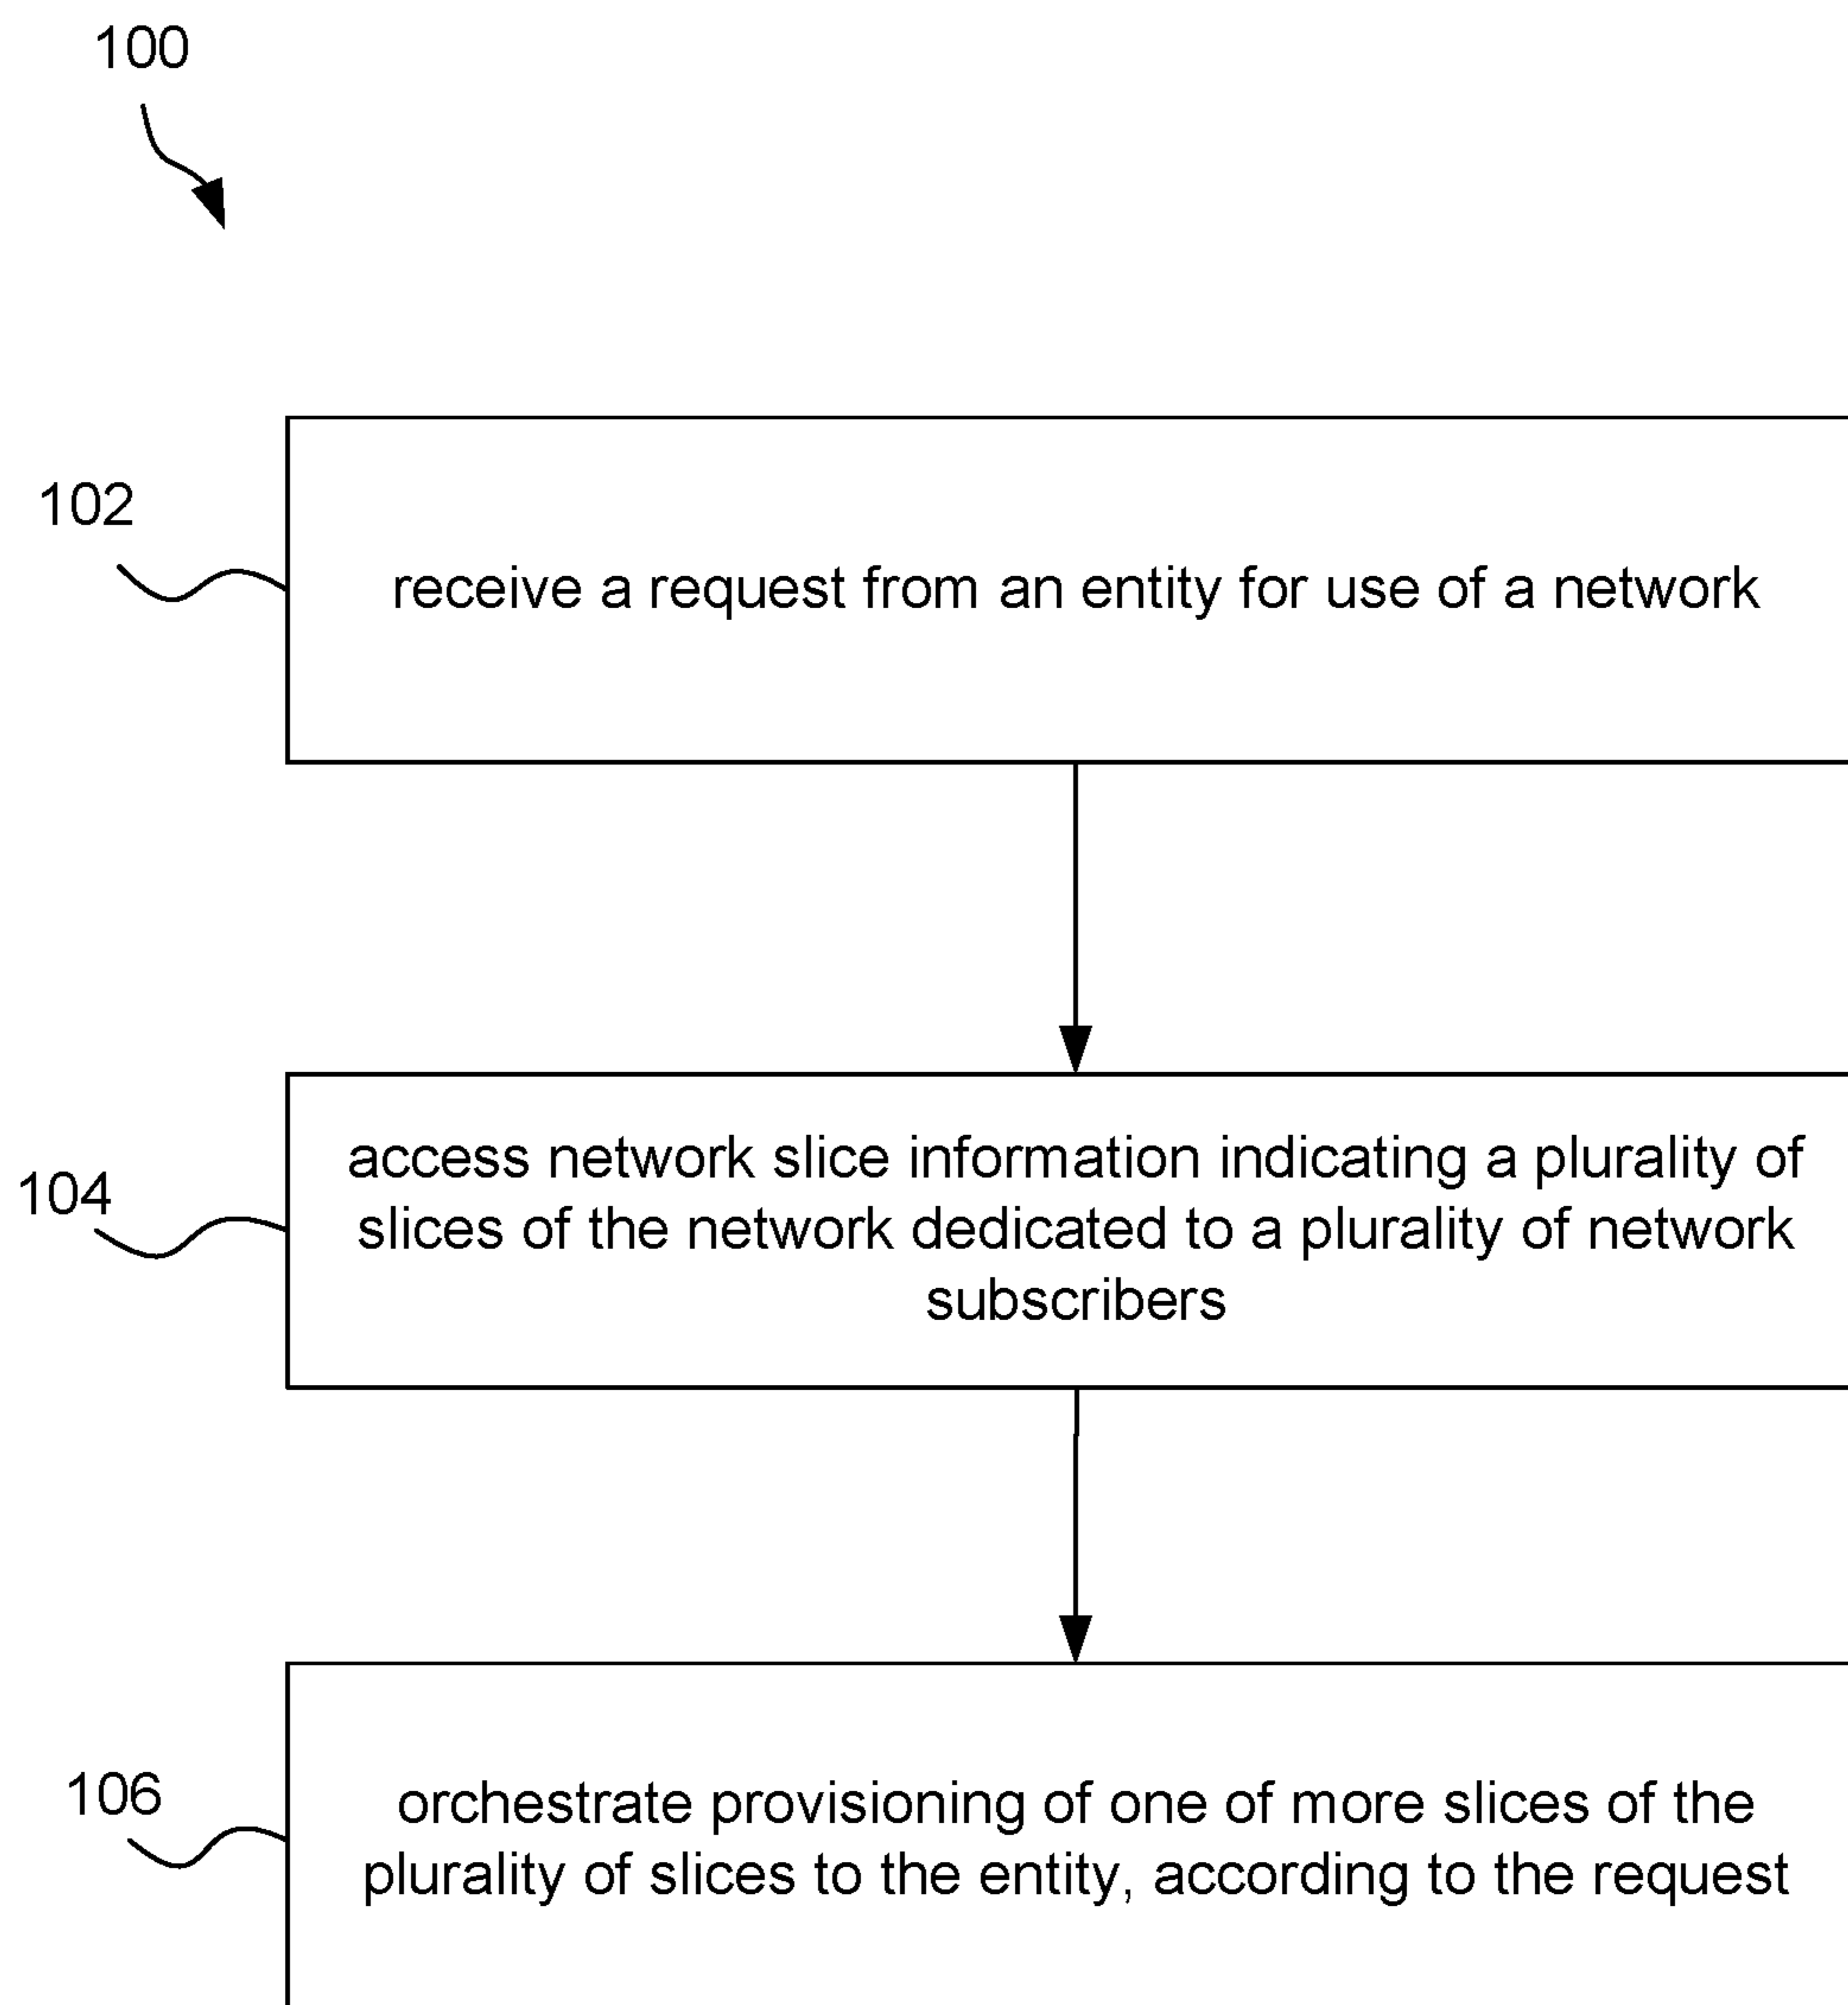 100
102
receive a request from an entity for use of a network
104
access network slice information indicating a plurality of
slices of the network dedicated to a plurality of network
subscribers
106
orchestrate provisioning of one of more slices of the
plurality of slices to the entity, according to the request